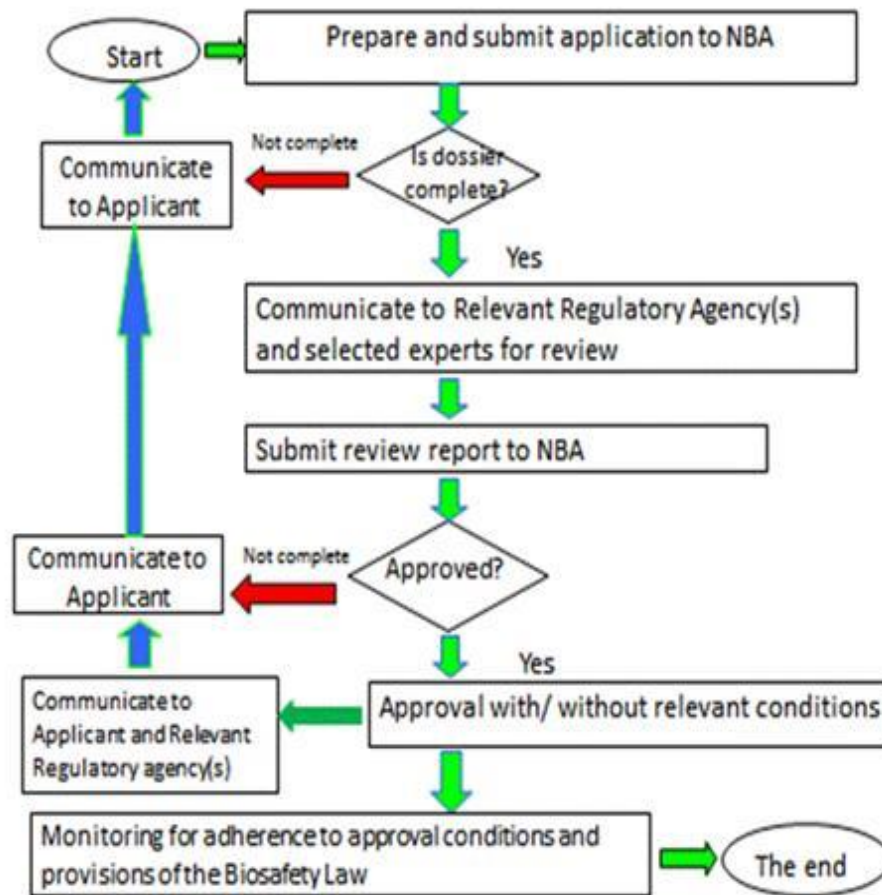 Start
Prepare and submit application to NBA
Not complete
Is dossier
complete?
Communicate
to Applicant
Yes
Communicate to Relevant Regulatory Agency(s)
and selected experts for review
Submit review report to NBA
Not complete
Approved?
Communicate to
Applicant
Yes
Approval with/ without relevant conditions
Communicate to
Applicant and Relevant
Regulatory agency(s)
Monitoring for adherence to approval conditions and
provisions of the Biosafety Law
The end